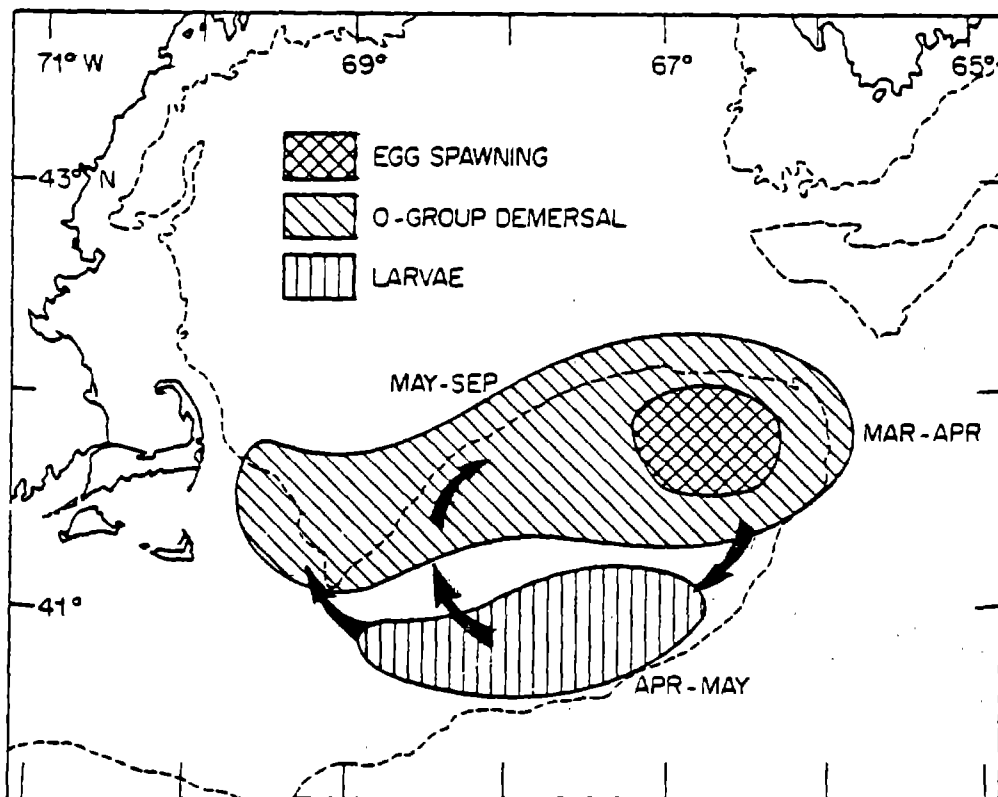 71° W 69° 67° 65°
43° N
EGG SPAWNING
O-GROUP DEMERSAL
LARVAE
MAY-SEP
MAR-APR
41°
APR-MAY